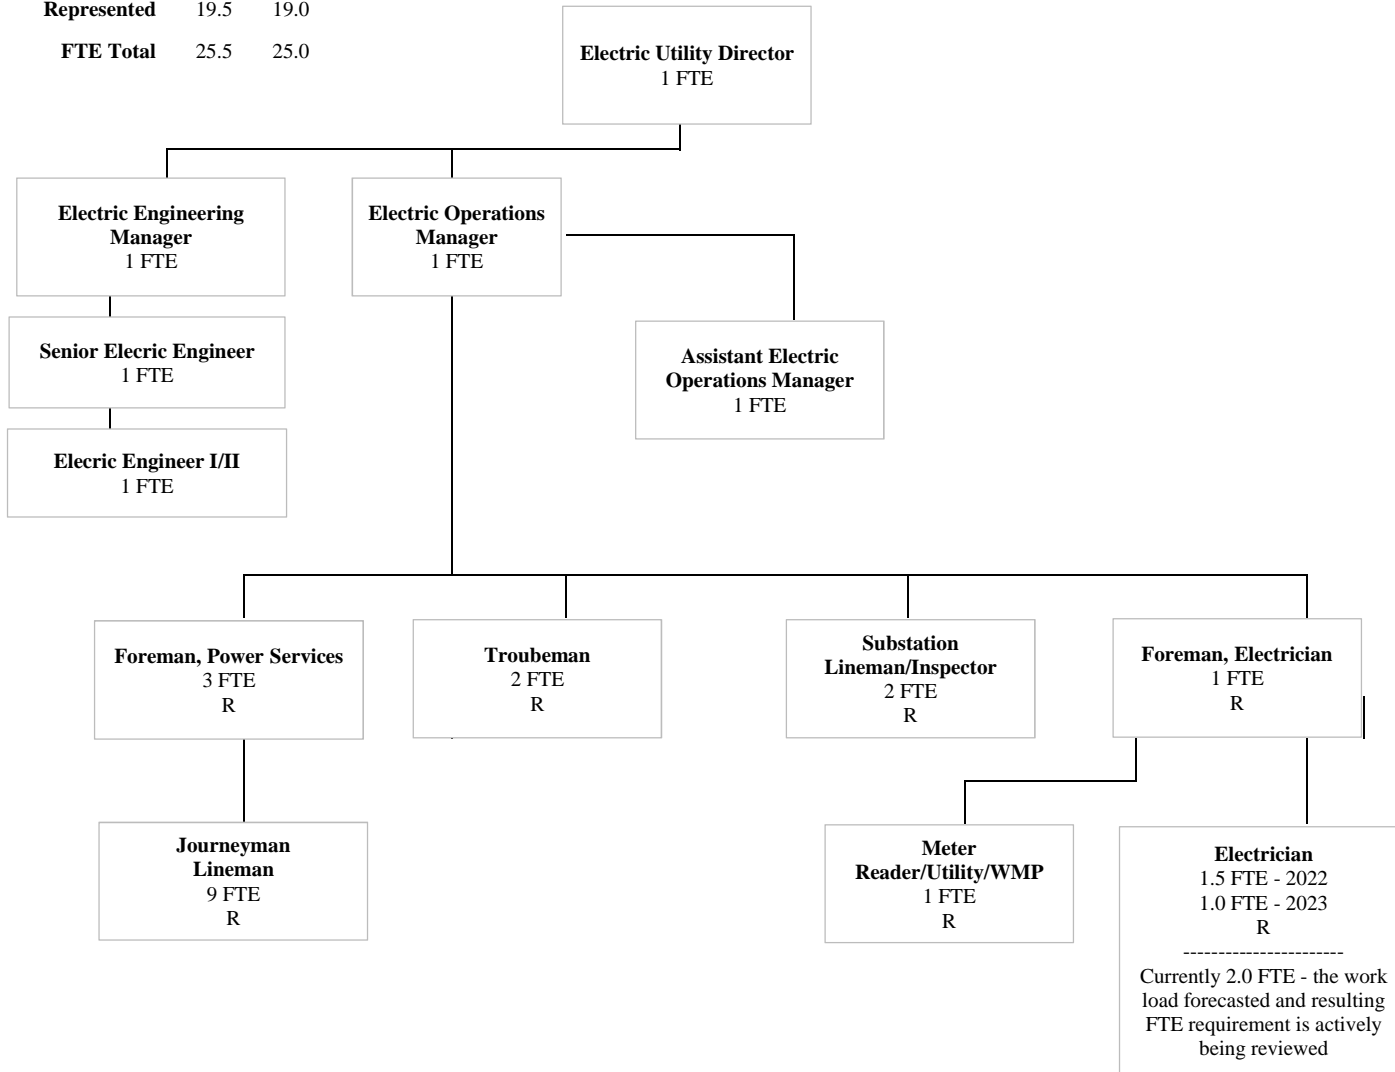 Represented 19.5 19.0
FTE Total 25.5 25.0
Electric Utility Director
1 FTE
Electric Engineering
Manager
1 FTE
Electric Operations
Manager
1 FTE
Senior Elecric Engineer
1 FTE
Assistant Electric
Operations Manager
1 FTE
Elecric Engineer I/II
1 FTE
Foreman, Power Services
3 FTE
R
Troubeman
2 FTE
R
Substation
Lineman/Inspector
2 FTE
R
Foreman, Electrician
1 FTE
R
Journeyman
Lineman
9 FTE
R
Meter
Reader/Utility/WMP
1 FTE
R
Electrician
1.5 FTE - 2022
1.0 FTE - 2023
R
-----------------------
Currently 2.0 FTE - the work
load forecasted and resulting
FTE requirement is actively
being reviewed